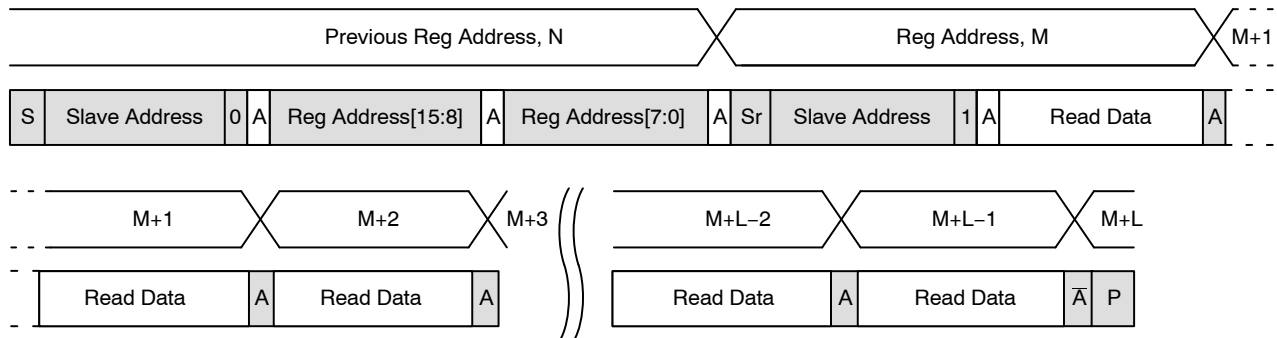 Previous Reg Address, N Reg Address, M M+1
S Slave Address 0 A Reg Address[15:8] A Reg Address[7:0] A Sr Slave Address 1 A Read Data A
M+1 M+2 M+3 M+L−2 M+L−1 M+L
Read Data A Read Data A Read Data A Read Data A̅ P